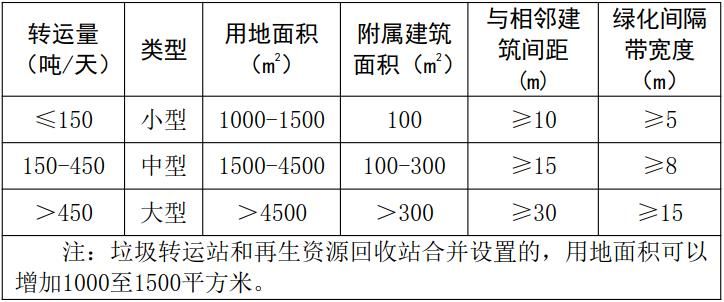 转运量（吨/天） 类型 用地面积（m²） 附属建筑面积（m²） 与相邻建筑间距(m) 绿化间隔带宽度（m）
≤150 小型 1000-1500 100 ≥10 ≥5
150-450 中型 1500-4500 100-300 ≥15 ≥8
＞450 大型 ＞4500 ＞300 ≥30 ≥15
注：垃圾转运站和再生资源回收站合并设置的，用地面积可以
增加1000至1500平方米。